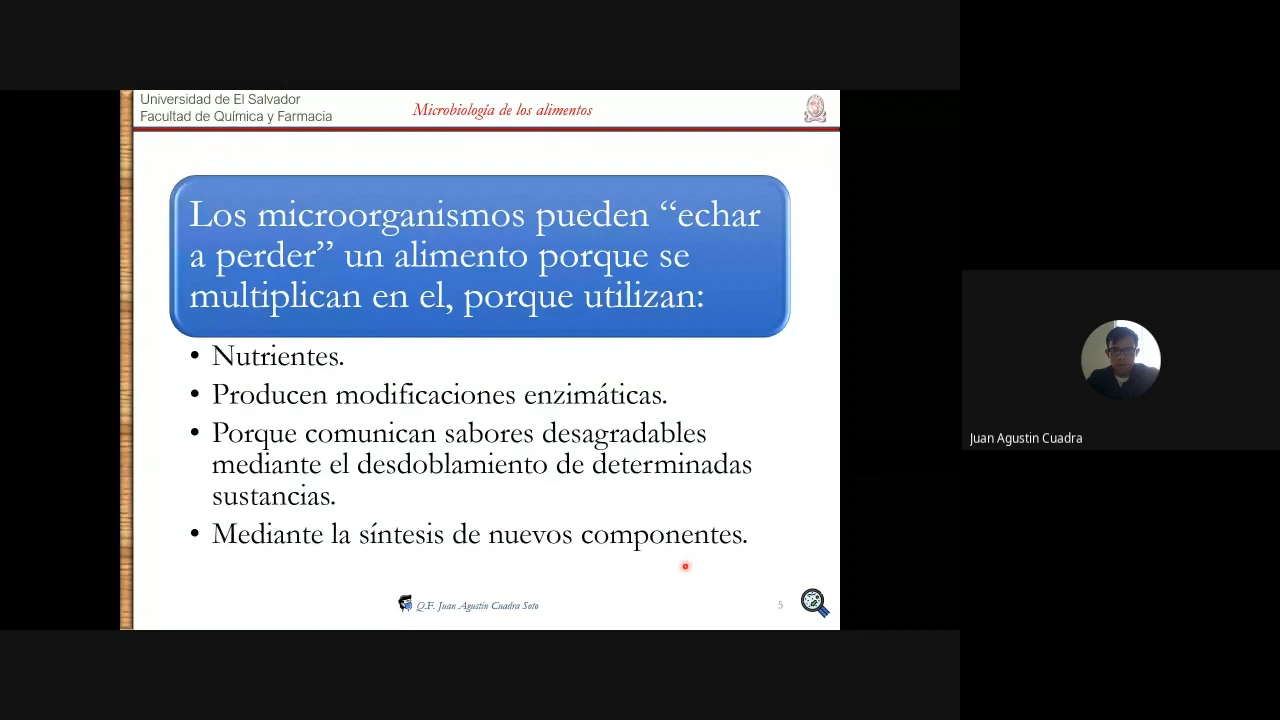 Universidad de El Salvador
Facultad de Química y Farmacia
Microbiología de los alimentos
Los microorganismos pueden “echar
a perder” un alimento porque se
multiplican en el, porque utilizan:
• Nutrientes.
• Producen modificaciones enzimáticas.
• Porque comunican sabores desagradables
mediante el desdoblamiento de determinadas
sustancias.
• Mediante la síntesis de nuevos componentes.
Q.F. Juan Agustín Cuadra Soto
5
Juan Agustin Cuadra